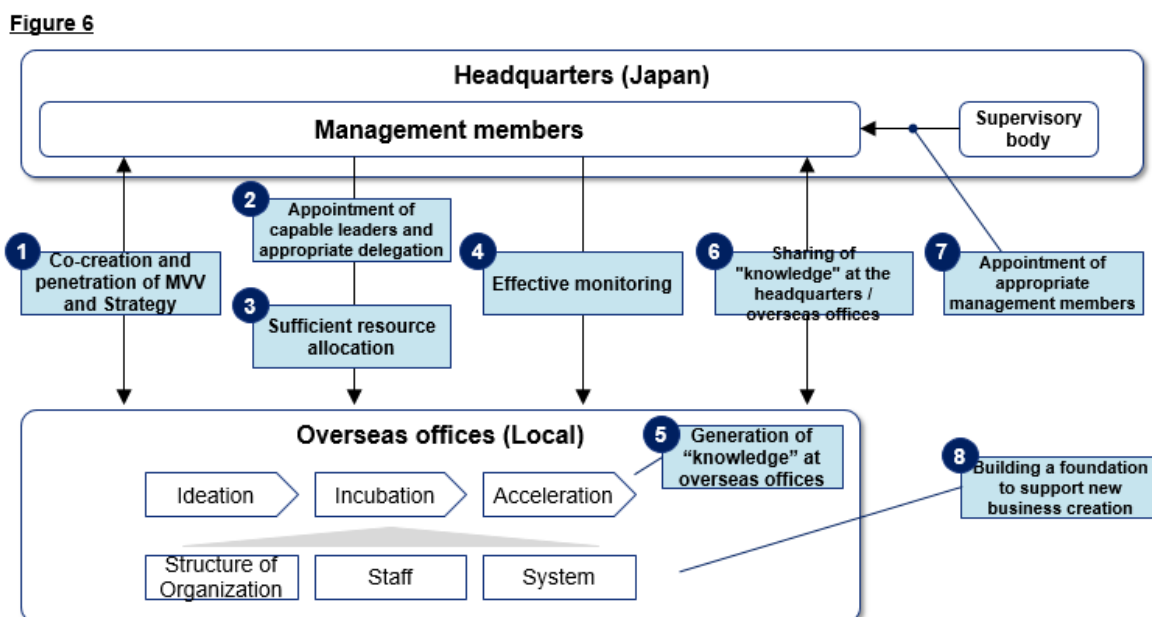 Figure 6
Headquarters (Japan)
Management members
Supervisory
body
1
Co-creation and
penetration of MVV
and Strategy
2
Appointment of
capable leaders and
appropriate delegation
3
Sufficient resource
allocation
4
Effective monitoring
6
Sharing of
"knowledge" at the
headquarters /
overseas offices
7
Appointment of
appropriate
management members
Overseas offices (Local)
5
Generation of
“knowledge” at
overseas offices
Ideation
Incubation
Acceleration
8
Building a foundation
to support new
business creation
Structure of
Organization
Staff
System